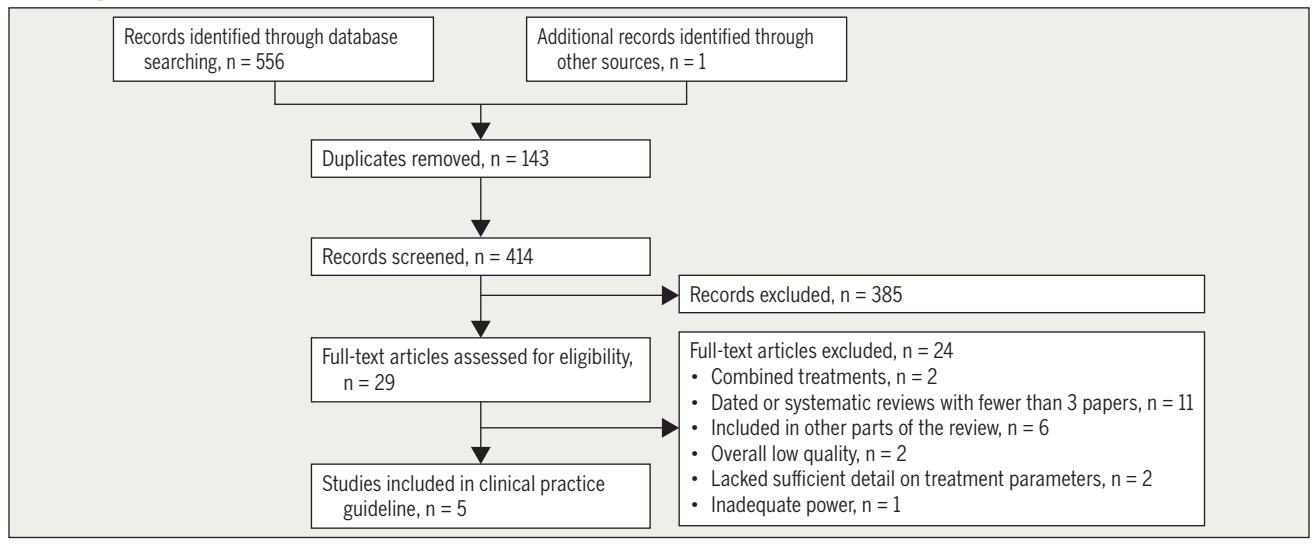 Records identified through database
searching, n = 556
Additional records identified through
other sources, n = 1
Duplicates removed, n = 143
Records screened, n = 414
Records excluded, n = 385
Full-text articles assessed for eligibility,
n = 29
Full-text articles excluded, n = 24
• Combined treatments, n = 2
• Dated or systematic reviews with fewer than 3 papers, n = 11
• Included in other parts of the review, n = 6
• Overall low quality, n = 2
• Lacked sufficient detail on treatment parameters, n = 2
• Inadequate power, n = 1
Studies included in clinical practice
guideline, n = 5